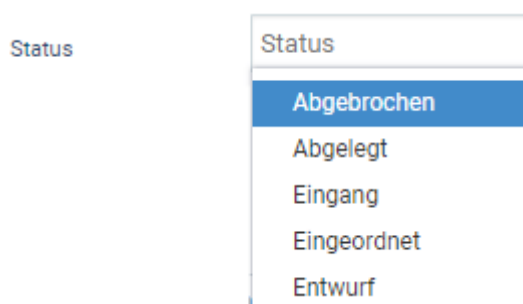 Status
Status
Abgebrochen
Abgelegt
Eingang
Eingeordnet
Entwurf